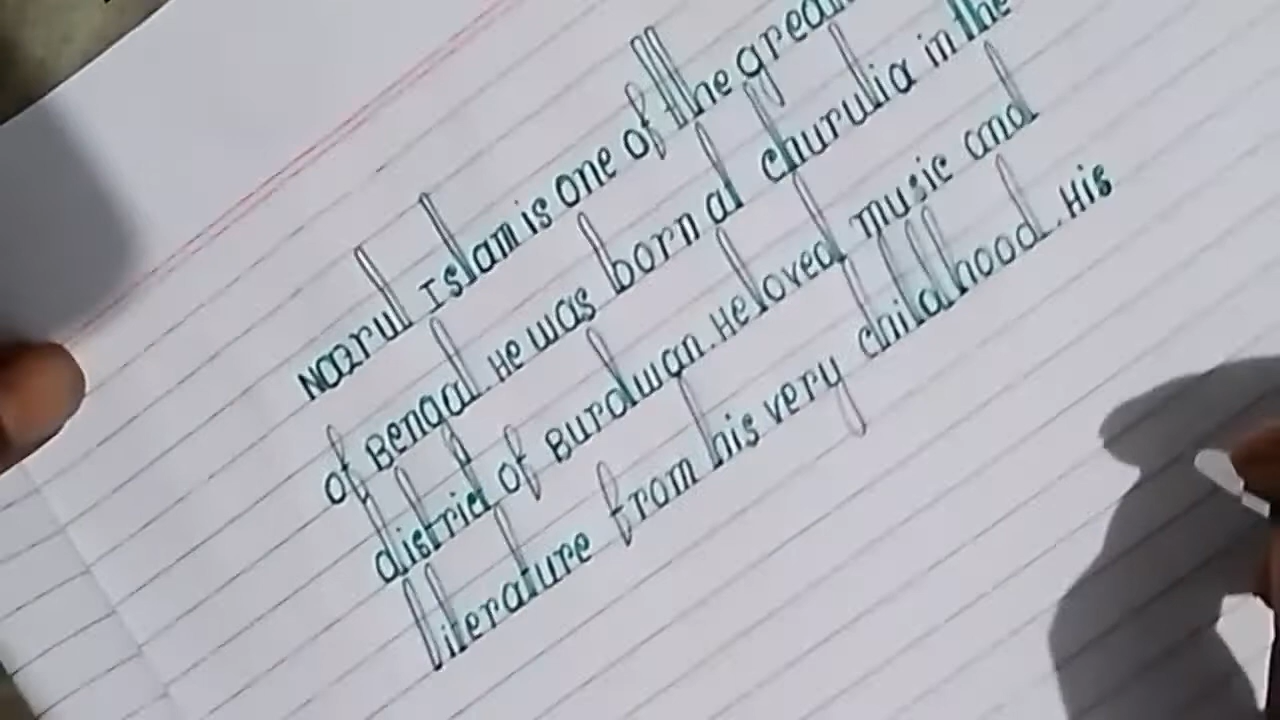 Nazrul Islam is one of the
of Bengal. He was born at churulia in the
district of Burdwan. He loved music and
literature from his very childhood. His